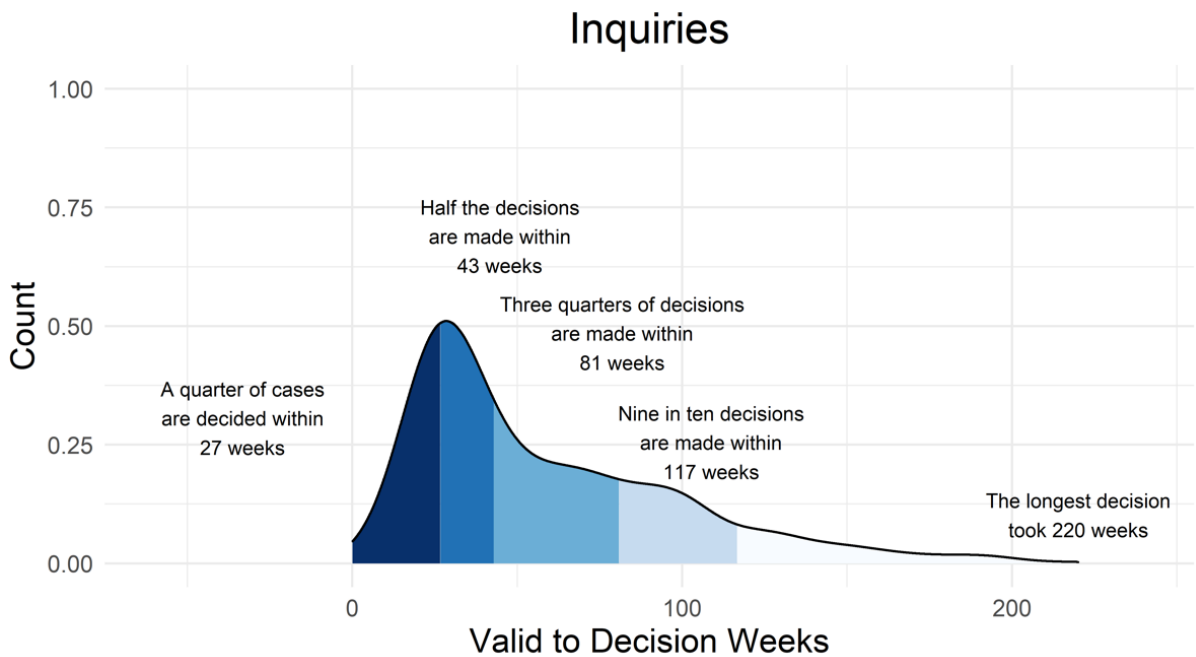 Inquiries
1.00
0.75
0.50
0.25
0.00
Count
Half the decisions
are made within
43 weeks
Three quarters of decisions
are made within
81 weeks
A quarter of cases
are decided within
27 weeks
Nine in ten decisions
are made within
117 weeks
The longest decision
took 220 weeks
0
100
200
Valid to Decision Weeks